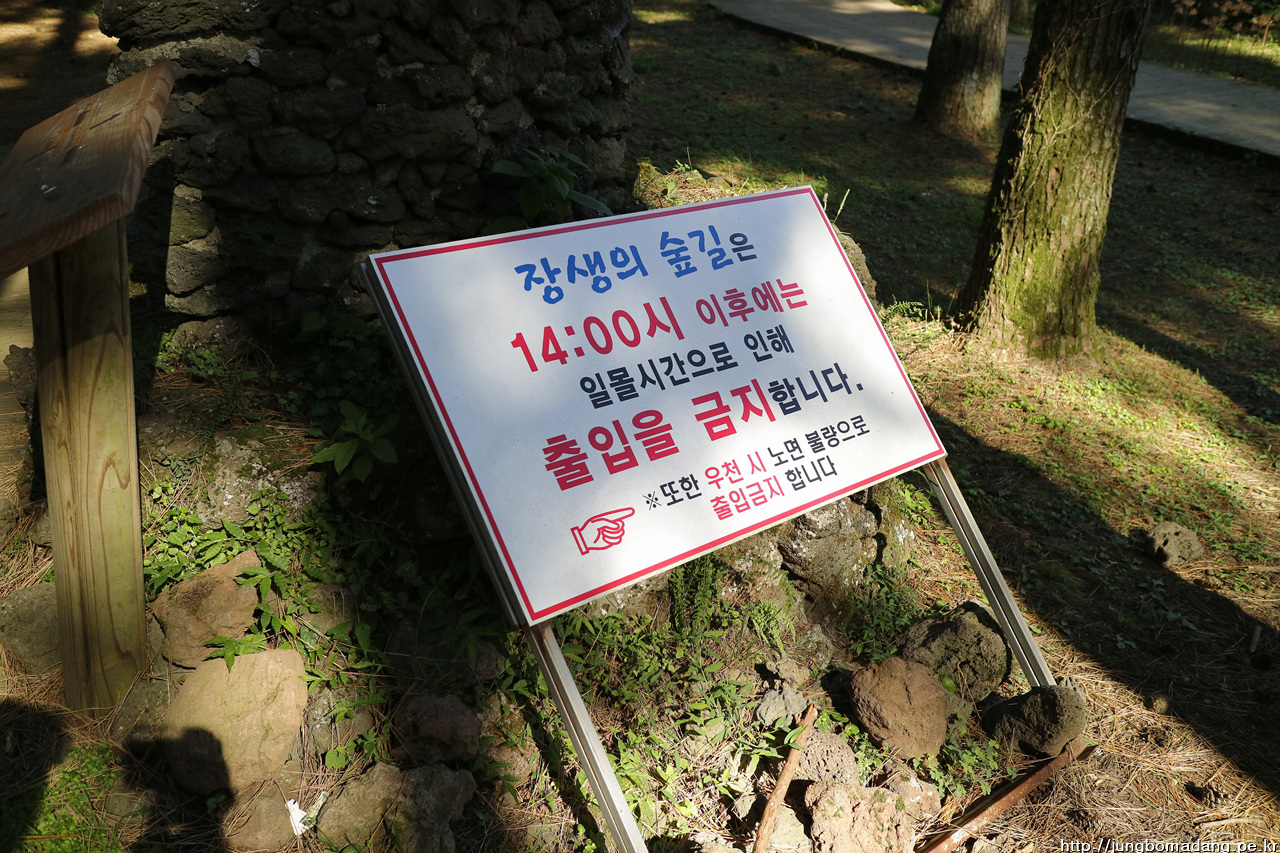 장생의 숲길은
14:00시 이후에는
일몰시간으로 인해
출입을 금지합니다.
※또한 우천 시 노면 불량으로
출입금지 합니다
http://jungbomadang.pe.kr